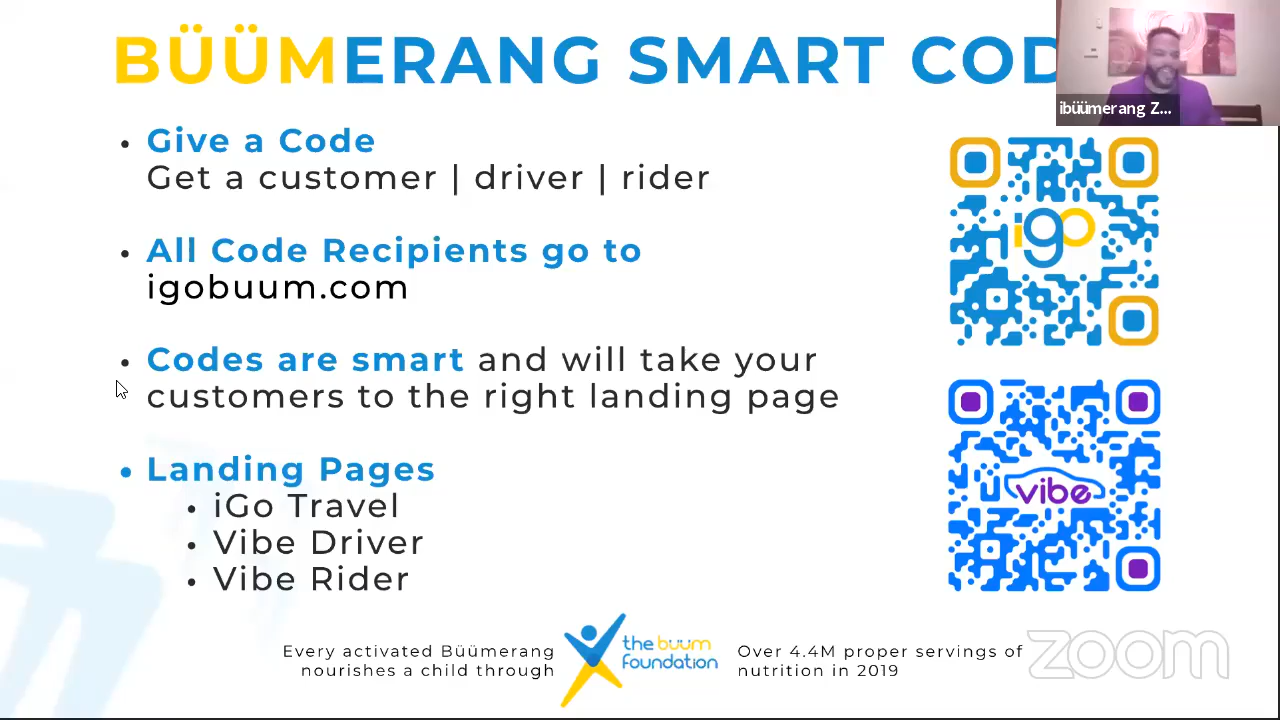 BÜÜMERANG SMART COD
ibüümerang Z...
Give a Code
Get a customer | driver | rider
All Code Recipients go to
igobuum.com
Codes are smart and will take your
customers to the right landing page
Landing Pages
iGo Travel
Vibe Driver
Vibe Rider
igo
vibe
Every activated Büümerang
nourishes a child through
the buum
foundation
Over 4.4M proper servings of
nutrition in 2019
zoom